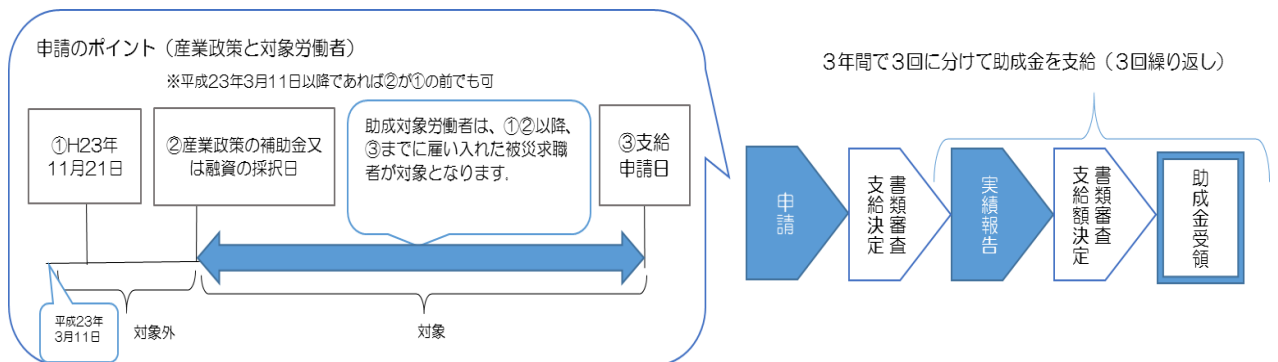 申請のポイント（産業政策と対象労働者）
※平成23年3月11日以降であれば②が①の前でも可
①H23年
11月21日
②産業政策の補助金又
は融資の採択日
助成対象労働者は、①②以降、
③までに雇い入れた被災求職
者が対象となります。
③支給
申請日
平成23年
3月11日
対象外
対象
３年間で３回に分けて助成金を支給（３回繰り返し）
申請
書類審査
支給決定
実績報告
書類審査
支給額決定
助成金受領